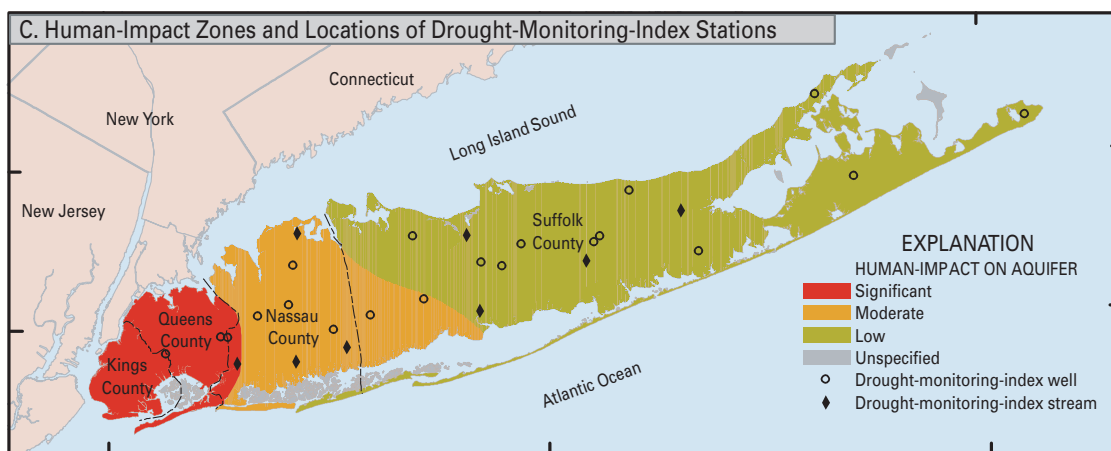 C. Human-Impact Zones and Locations of Drought-Monitoring-Index Stations
Connecticut
New York
Long Island Sound
New Jersey
Suffolk
County
Queens
County
Nassau
County
Kings
County
Atlantic Ocean
EXPLANATION
HUMAN-IMPACT ON AQUIFER
Significant
Moderate
Low
Unspecified
Drought-monitoring-index well
Drought-monitoring-index stream